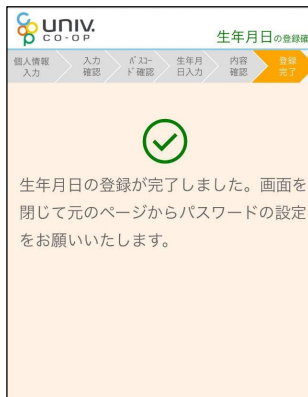 UNIV.
CO-OP
生年月日の登録確
個人情報
入力
入力
確認
パスコー
ド確認
生年月
日入力
内容
確認
登録
完了
生年月日の登録が完了しました。画面を
閉じて元のページからパスワードの設定
をお願いいたします。